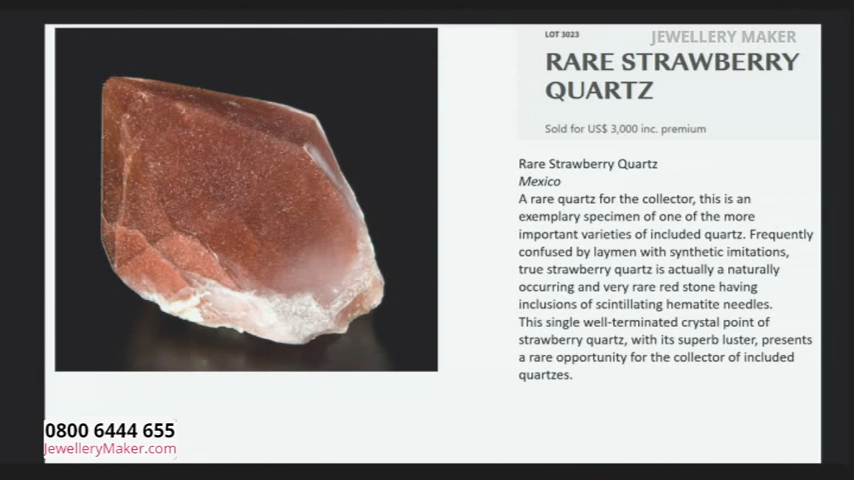 LOT 3023
JEWELLERY MAKER
RARE STRAWBERRY
QUARTZ
Sold for US$ 3,000 inc. premium
Rare Strawberry Quartz
Mexico
A rare quartz for the collector, this is an
exemplary specimen of one of the more
important varieties of included quartz. Frequently
confused by laymen with synthetic imitations,
true strawberry quartz is actually a naturally
occurring and very rare red stone having
inclusions of scintillating hematite needles.
This single well-terminated crystal point of
strawberry quartz, with its superb luster, presents
a rare opportunity for the collector of included
quartzes.
0800 6444 655
JewelleryMaker.com